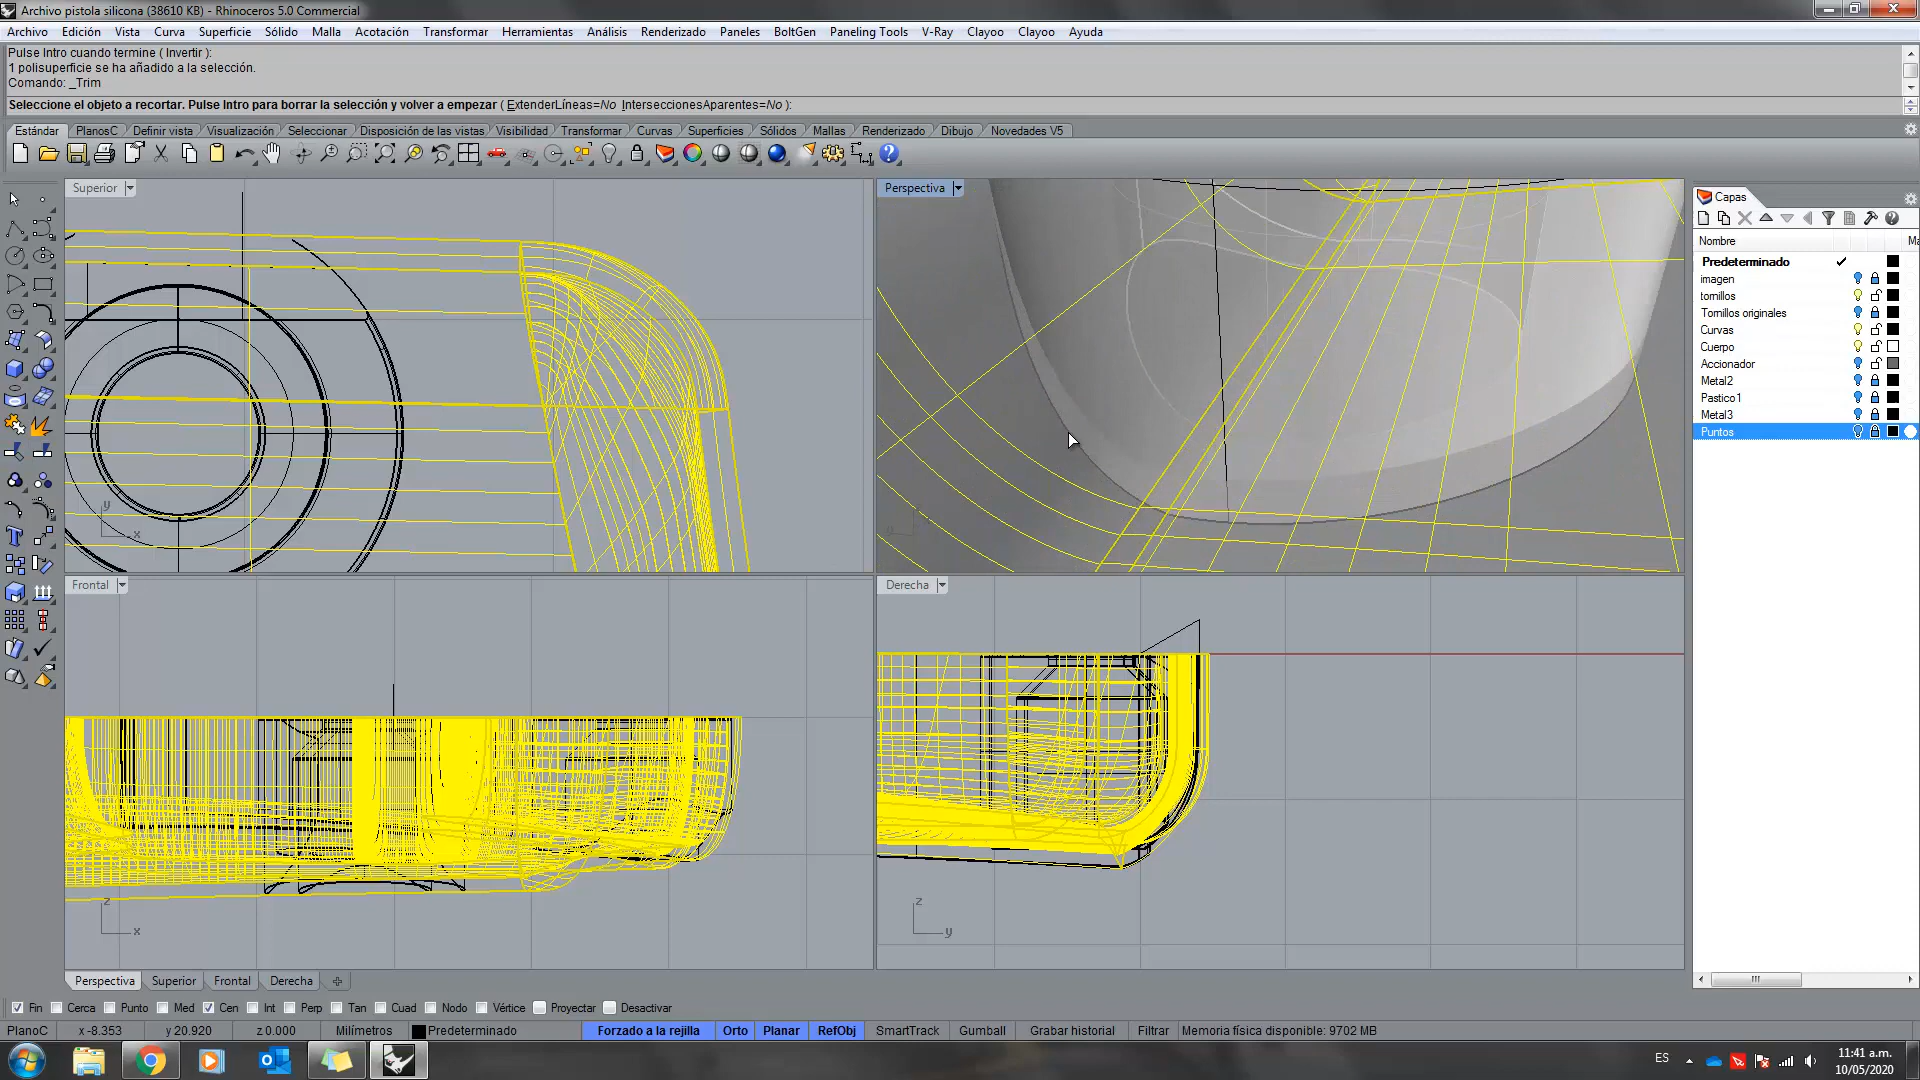 Archivo pistola silicona (38610 KB) - Rhinoceros 5.0 Commercial
Archivo Edición Vista Curva Superficie Sólido Malla Acotación Transformar Herramientas Análisis Renderizado Paneles BoltGen Paneling Tools V-Ray Clayoo Clayoo Ayuda
Pulse Intro cuando termine ( Invertir ):
1 polisuperficie se ha añadido a la selección.
Comando: _Trim
Seleccione el objeto a recortar. Pulse Intro para borrar la selección y volver a empezar ( ExtenderLíneas=No InterseccionesAparentes=No ):
Estándar PlanosC Definir vista Visualización Seleccionar Disposición de las vistas Visibilidad Transformar Curvas Superficies Sólidos Mallas Renderizado Dibujo Novedades V5
Superior
Perspectiva
Capas
Nombre Ma
Predeterminado
imagen
tornillos
Tornillos originales
Curvas
Cuerpo
Accionador
Metal2
Pastico1
Metal3
Puntos
y
x
Frontal
Derecha
z
x
z
y
Perspectiva Superior Frontal Derecha
Fin Cerca Punto Med Cen Int Perp Tan Cuad Nodo Vértice Proyectar Desactivar
PlanoC x -8.353 y 20.920 z 0.000 Milímetros Predeterminado Forzado a la rejilla Orto Planar RefObj SmartTrack Gumball Grabar historial Filtrar Memoria física disponible: 9702 MB
ES
11:41 a.m.
10/05/2020